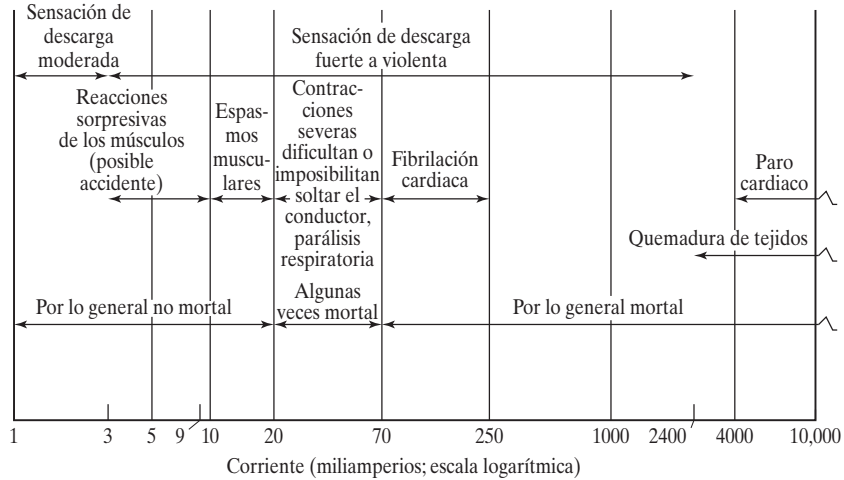 Sensación de
descarga
moderada
Sensación de descarga
fuerte a violenta
Reacciones
sorpresivas
de los músculos
(posible
accidente)
Espas-
mos
muscu-
lares
Contrac-
ciones
severas
dificultan o
imposibilitan
soltar el
conductor,
parálisis
respiratoria
Fibrilación
cardiaca
Paro
cardiaco
Quemadura de tejidos
Por lo general no mortal
Algunas
veces mortal
Por lo general mortal
1 3 5 9 10 20 70 250 1000 2400 4000 10,000
Corriente (miliamperios; escala logarítmica)